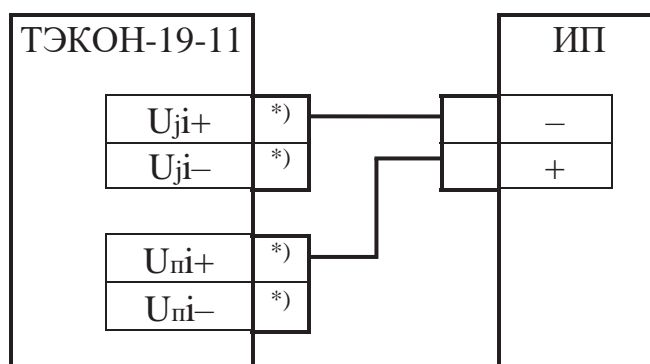 ТЭКОН-19-11 ИП
Uji+ *) –
Uji– *) +
Uпi+ *)
Uпi– *)